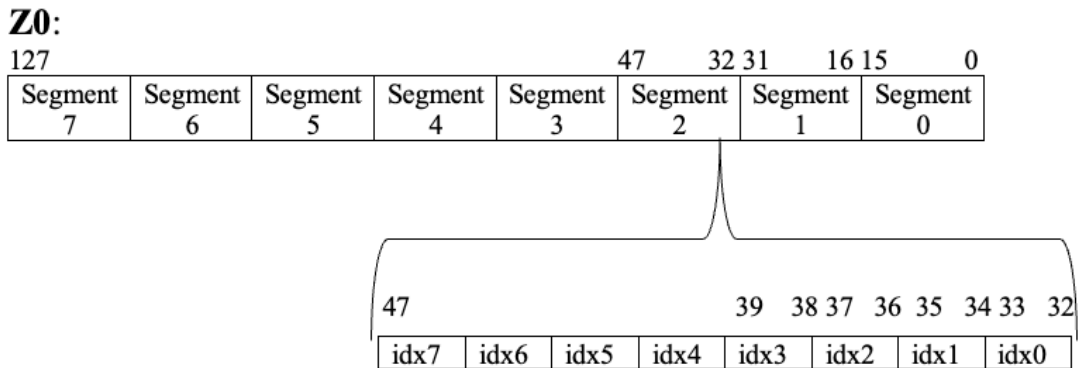 Z0:
127 47 32 31 16 15 0
Segment Segment Segment Segment Segment Segment Segment Segment
7 6 5 4 3 2 1 0
47 39 38 37 36 35 34 33 32
idx7 idx6 idx5 idx4 idx3 idx2 idx1 idx0